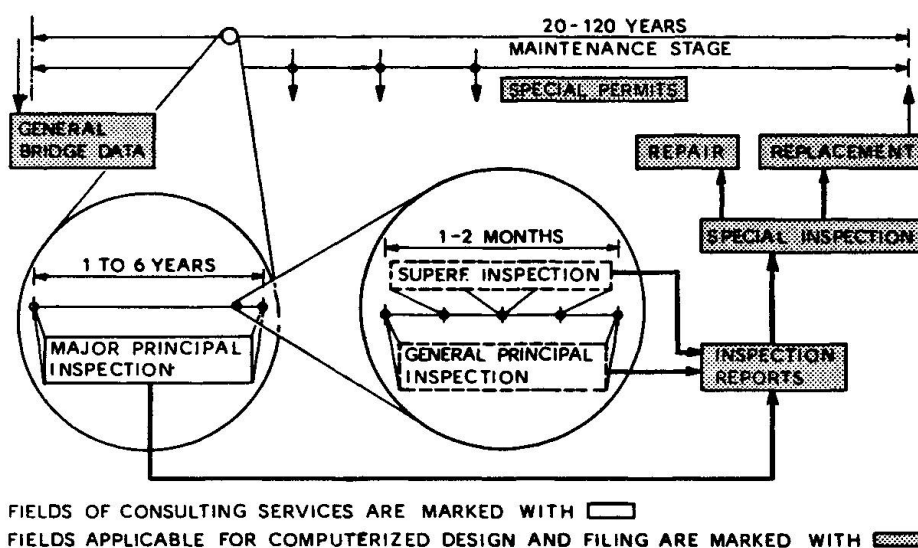 20-120 YEARS
MAINTENANCE STAGE
SPECIAL PERMITS
GENERAL
BRIDGE DATA
REPAIR
REPLACEMENT
SPECIAL INSPECTION
1 TO 6 YEARS
1-2 MONTHS
SUPERF. INSPECTION
MAJOR PRINCIPAL
INSPECTION
GENERAL PRINCIPAL
INSPECTION
INSPECTION
REPORTS
FIELDS OF CONSULTING SERVICES ARE MARKED WITH
FIELDS APPLICABLE FOR COMPUTERIZED DESIGN AND FILING ARE MARKED WITH